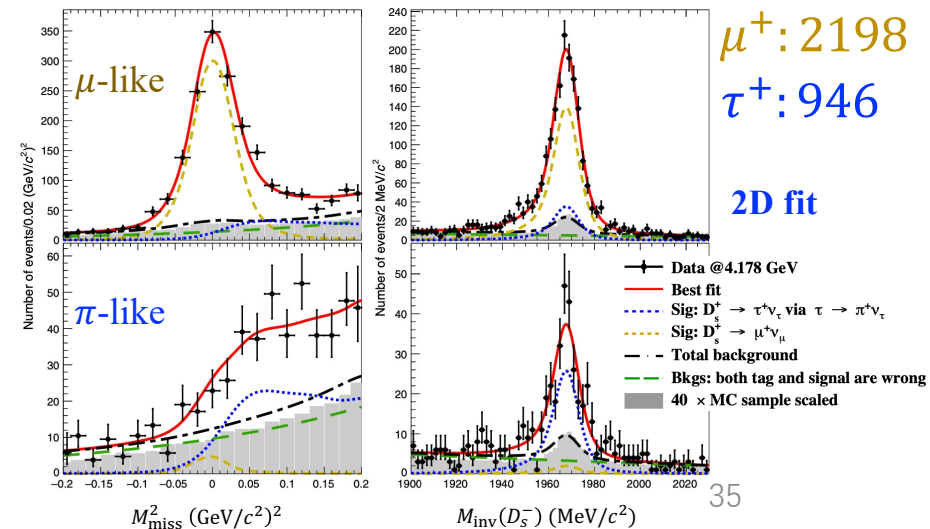 μ-like
μ⁺: 2198
τ⁺: 946
2D fit
π-like
Number of events/0.02 (GeV/c²)²
350
300
250
200
150
100
50
0
60
50
40
30
20
10
0
-0.2 -0.15 -0.1 -0.05 0 0.05 0.1 0.15 0.2
M²miss (GeV/c²)²
Number of events/2 MeV/c²
220
200
180
160
140
120
100
80
60
40
20
0
50
40
30
20
10
0
1900 1920 1940 1960 1980 2000 2020
Minv(Ds⁻) (MeV/c²)
Data @4.178 GeV
Best fit
Sig: Ds⁺ → τ⁺ντ via τ → π⁺ντ
Sig: Ds⁺ → μ⁺νμ
Total background
Bkgs: both tag and signal are wrong
40 × MC sample scaled
35